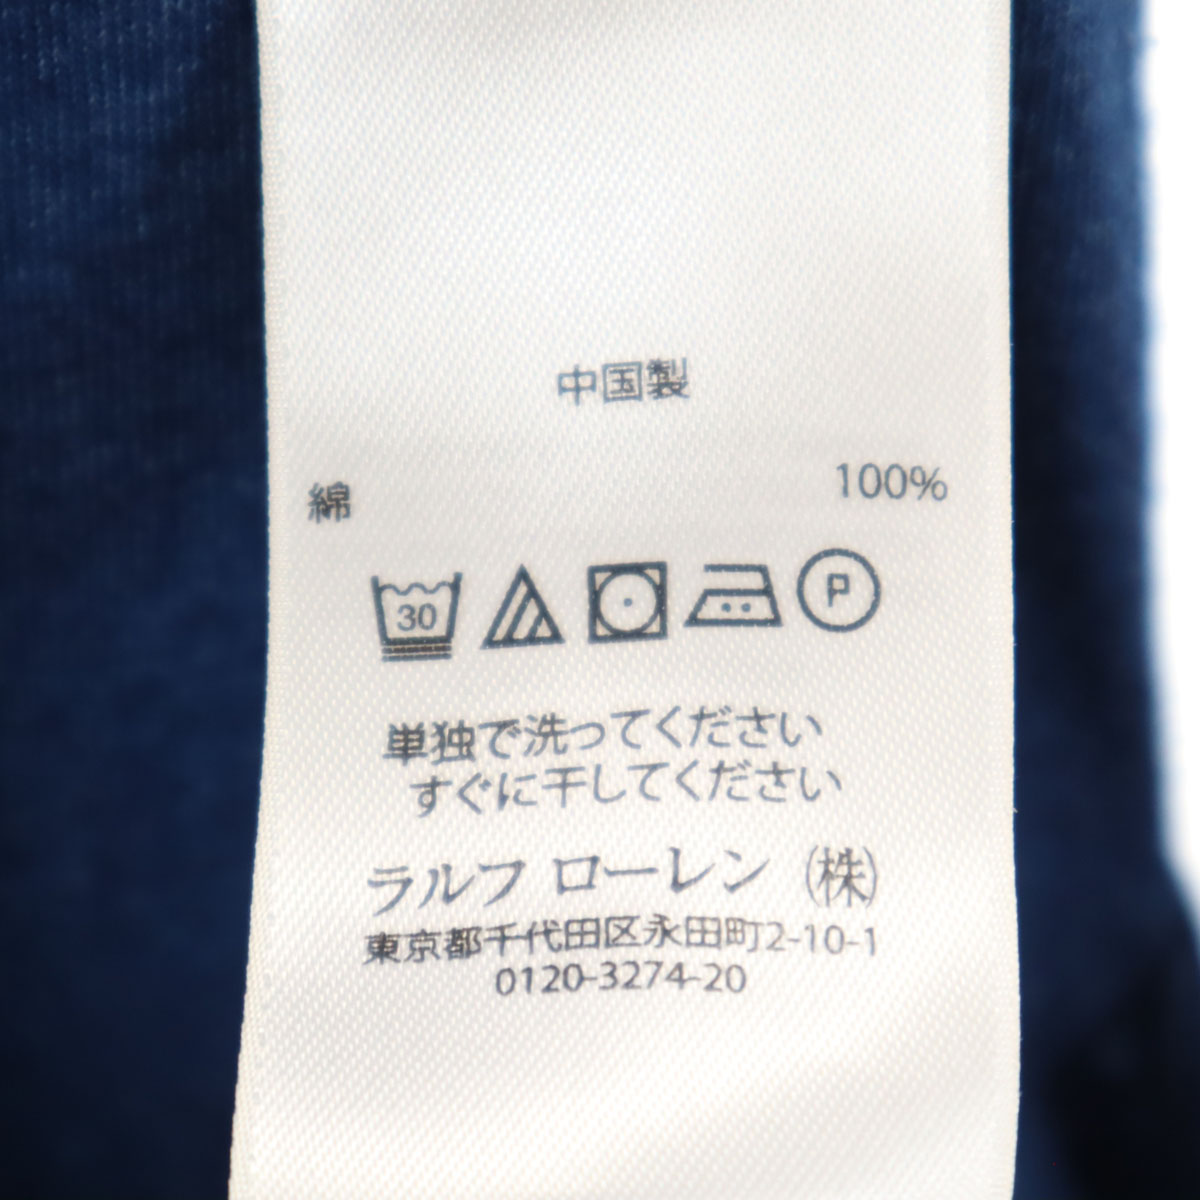 中国製
綿 100%
30 P
単独で洗ってください
すぐに干してください
ラルフ ローレン ㈱
東京都千代田区永田町2-10-1
0120-3274-20